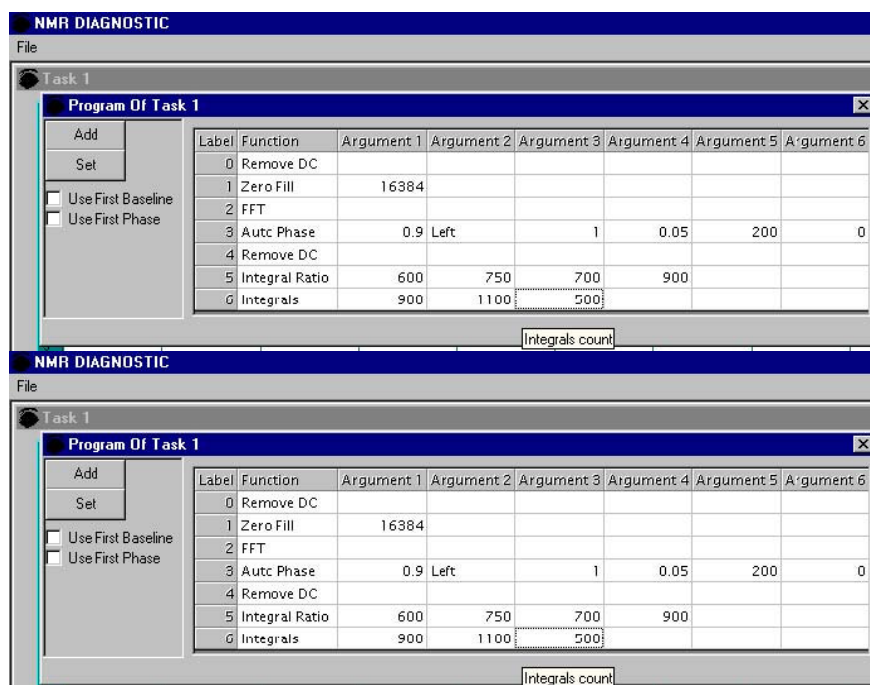 NMR DIAGNOSTIC
File
Task 1
Program Of Task 1
Add
Set
Use First Baseline
Use First Phase
Label Function Argument 1 Argument 2 Argument 3 Argument 4 Argument 5 Argument 6
0 Remove DC
1 Zero Fill 16384
2 FFT
3 Autc Phase 0.9 Left 1 0.05 200 0
4 Remove DC
5 Integral Ratio 600 750 700 900
6 Integrals 900 1100 500
Integrals count
NMR DIAGNOSTIC
File
Task 1
Program Of Task 1
Add
Set
Use First Baseline
Use First Phase
Label Function Argument 1 Argument 2 Argument 3 Argument 4 Argument 5 Argument 6
0 Remove DC
1 Zero Fill 16384
2 FFT
3 Autc Phase 0.9 Left 1 0.05 200 0
4 Remove DC
5 Integral Ratio 600 750 700 900
6 Integrals 900 1100 500
Integrals count